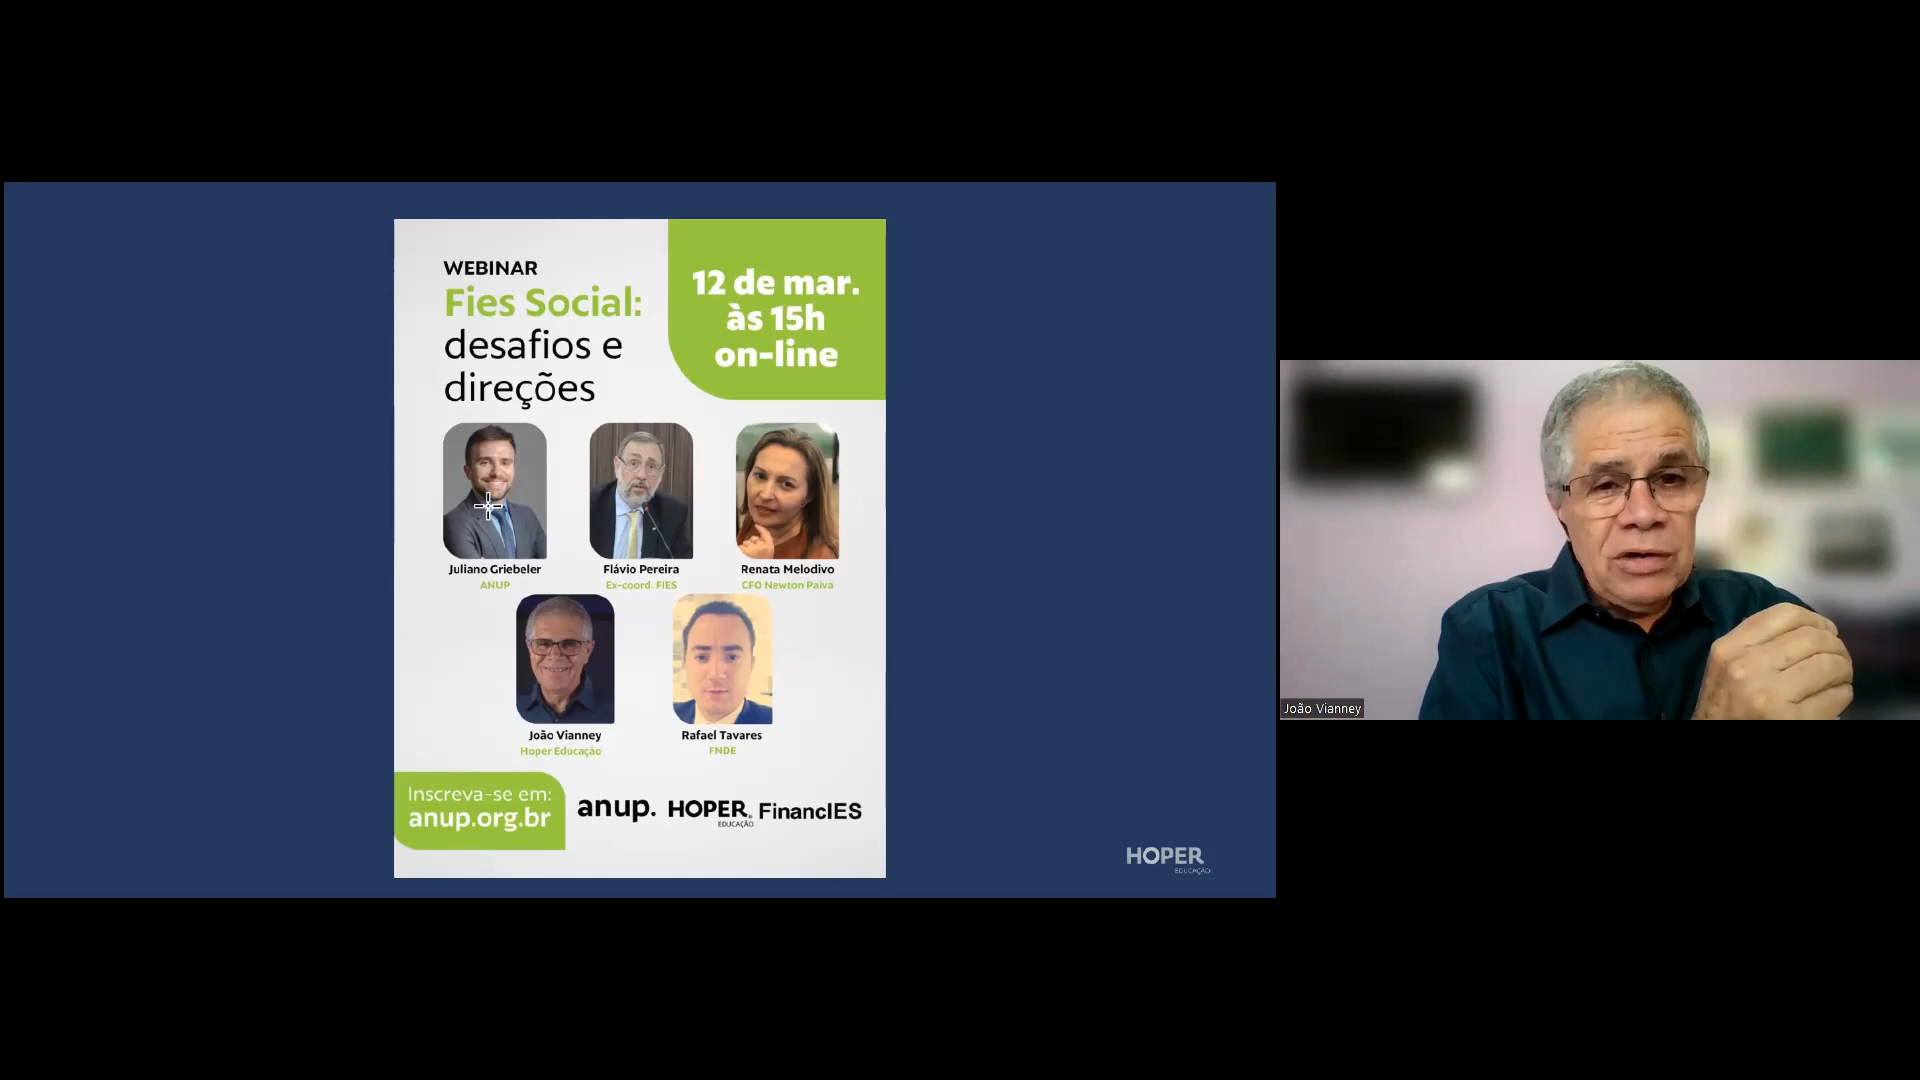 WEBINAR
Fies Social:
desafios e
direções
12 de mar.
às 15h
on-line
Juliano Griebeler
ANUP
Flávio Pereira
Ex-coord. FIES
Renata Melodivo
CFO Newton Paiva
João Vianney
Hoper Educação
Rafael Tavares
FNDE
Inscreva-se em:
anup.org.br
anup.
HOPER
EDUCAÇÃO
FinancIES
HOPER
EDUCAÇÃO
João Vianney